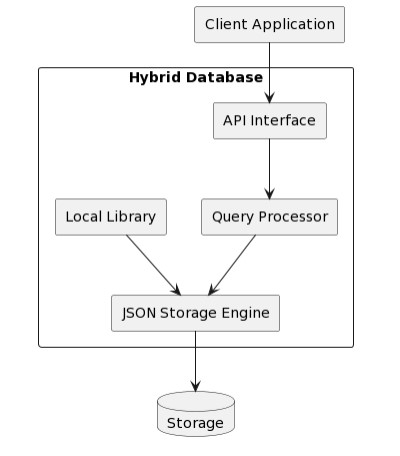 Client Application
Hybrid Database
API Interface
Local Library
Query Processor
JSON Storage Engine
Storage